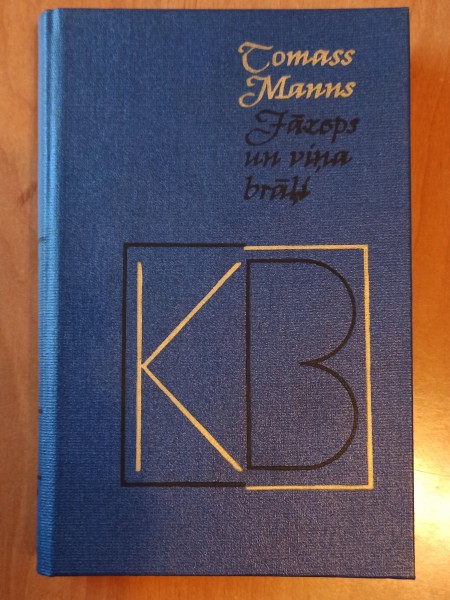 Tomass
Manns
Jāzeps
un viņa
brāļi
KB